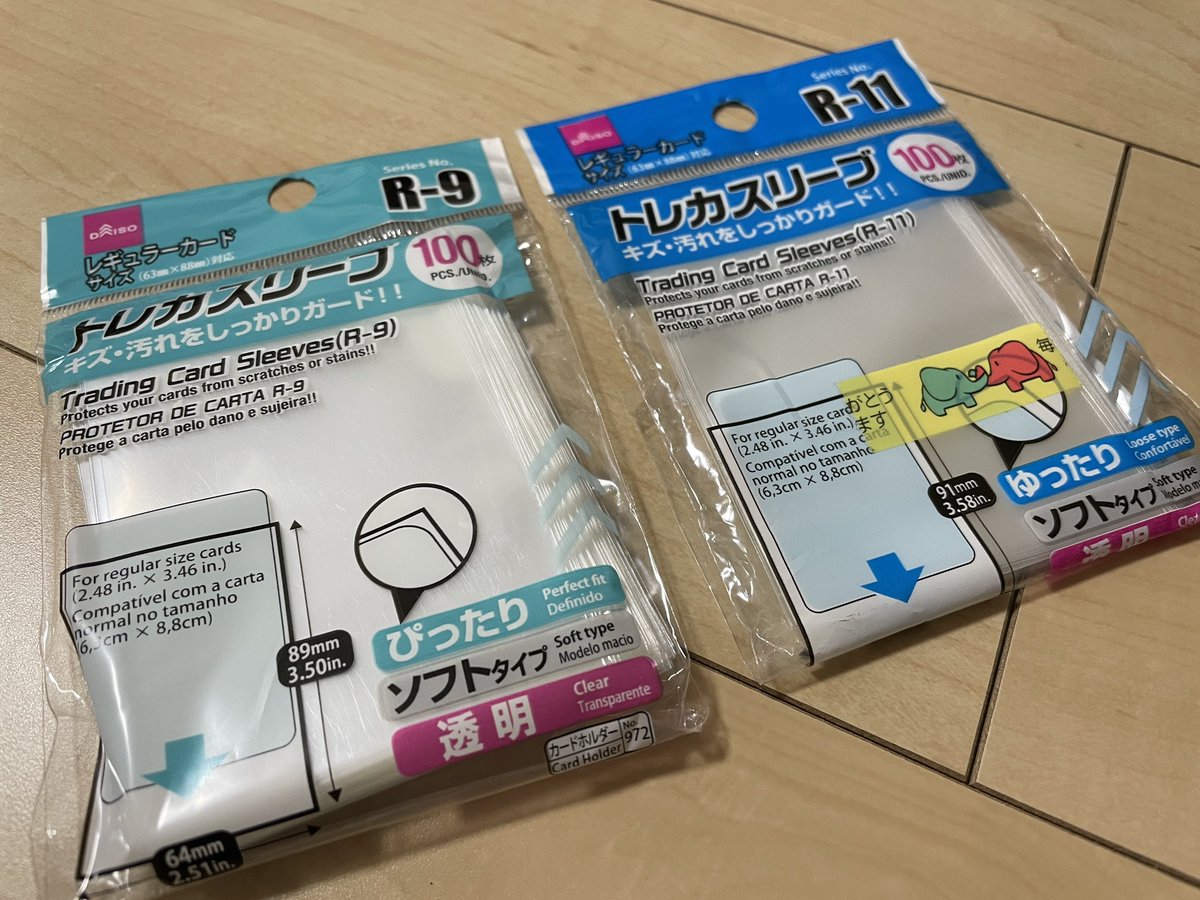 DAISO
レギュラーカード
サイズ(63mm×88mm)対応
Series No.
R-9
トレカスリーブ
100枚
PCS./UNID.
キズ・汚れをしっかりガード!!
Trading Card Sleeves(R-9)
Protects your cards from scratches or stains!!
PROTETOR DE CARTA R-9
Protege a carta pelo dano e sujeira!!
For regular size cards
(2.48 in. × 3.46 in.)
Compatível com a carta
normal no tamanho
(6,3cm × 8,8cm)
89mm
3.50in.
ぴったり
Perfect fit
Definido
ソフトタイプ
Soft type
Modelo macio
透明
Clear
Transparente
カードホルダー
Card Holder
No.
972
64mm
2.51in.
DAISO
レギュラーカード
サイズ(63mm×88mm)対応
Series No.
R-11
トレカスリーブ
100枚
PCS./UNID.
キズ・汚れをしっかりガード!!
Trading Card Sleeves(R-11)
Protects your cards from scratches or stains!!
PROTETOR DE CARTA R-11
Protege a carta pelo dano e sujeira!!
For regular size cards
(2.48 in. × 3.46 in.)
Compatível com a carta
normal no tamanho
(6,3cm × 8,8cm)
がとう
ます
毎
91mm
3.58in.
ゆったり
Loose type
Confortável
ソフトタイプ
Soft type
Modelo
透明